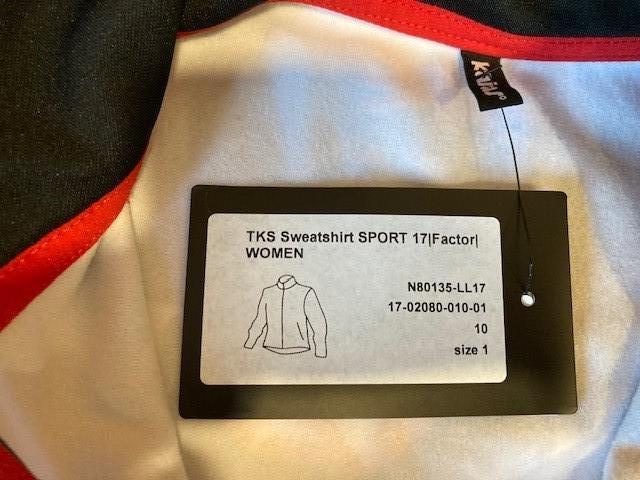 TKS Sweatshirt SPORT 17|Factor|
WOMEN
N80135-LL17
17-02080-010-01
10
size 1